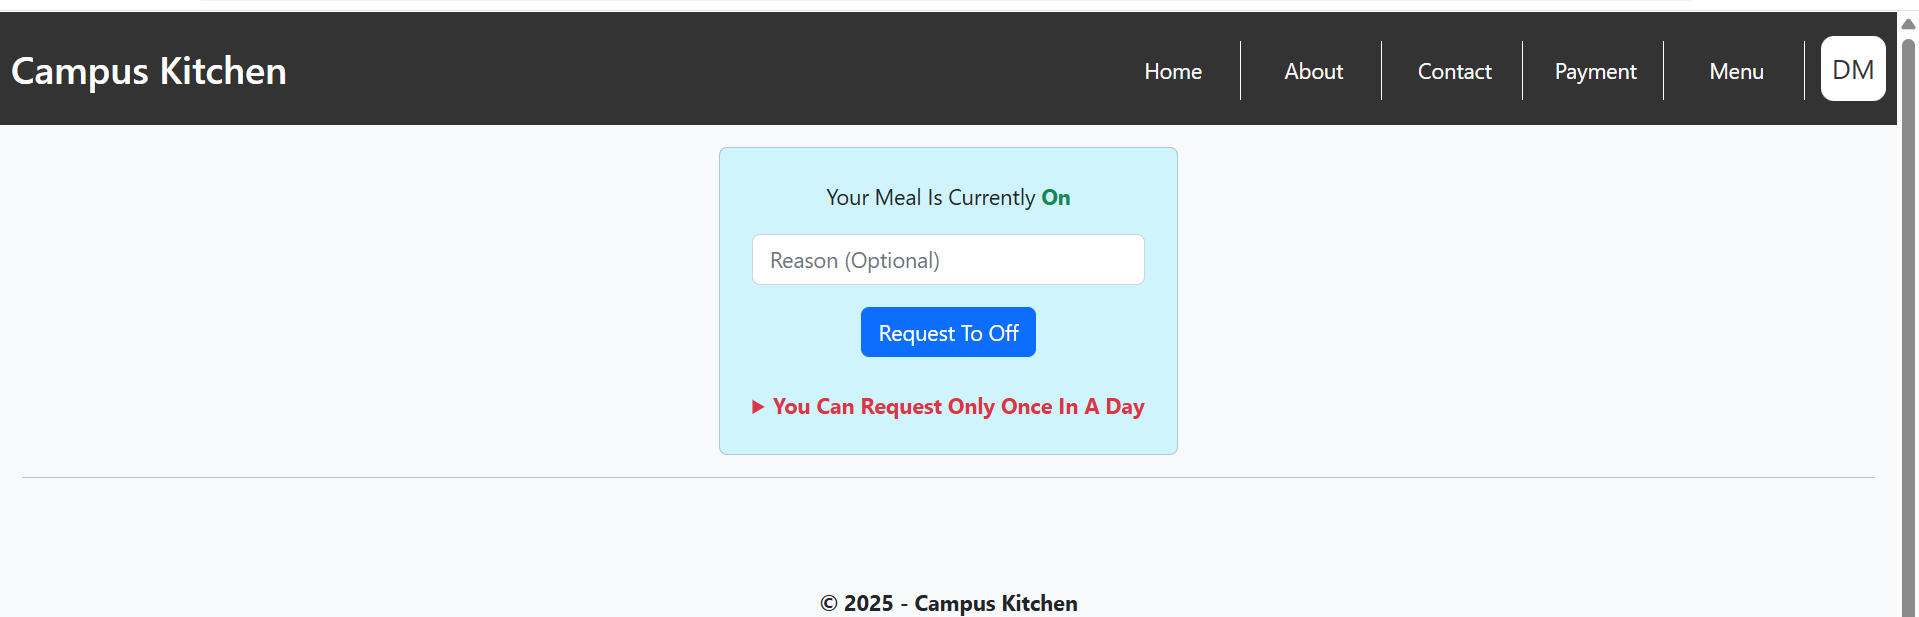 Campus Kitchen
Home
About
Contact
Payment
Menu
DM
Your Meal Is Currently On
Reason (Optional)
Request To Off
You Can Request Only Once In A Day
© 2025 - Campus Kitchen